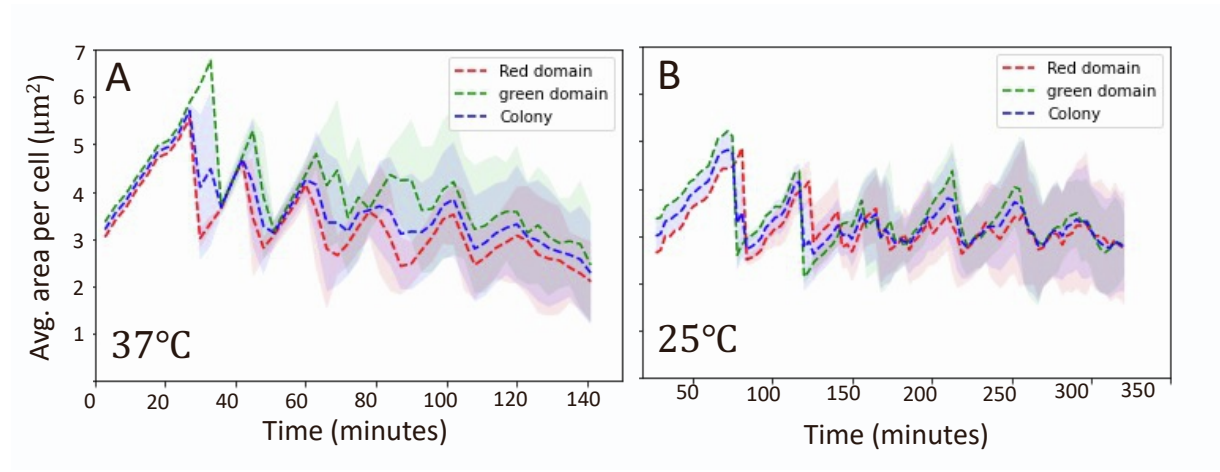 A
Red domain
green domain
Colony
Avg. area per cell (μm²)
7
6
5
4
3
2
1
37℃
0 20 40 60 80 100 120 140
Time (minutes)
B
Red domain
green domain
Colony
25℃
50 100 150 200 250 300 350
Time (minutes)